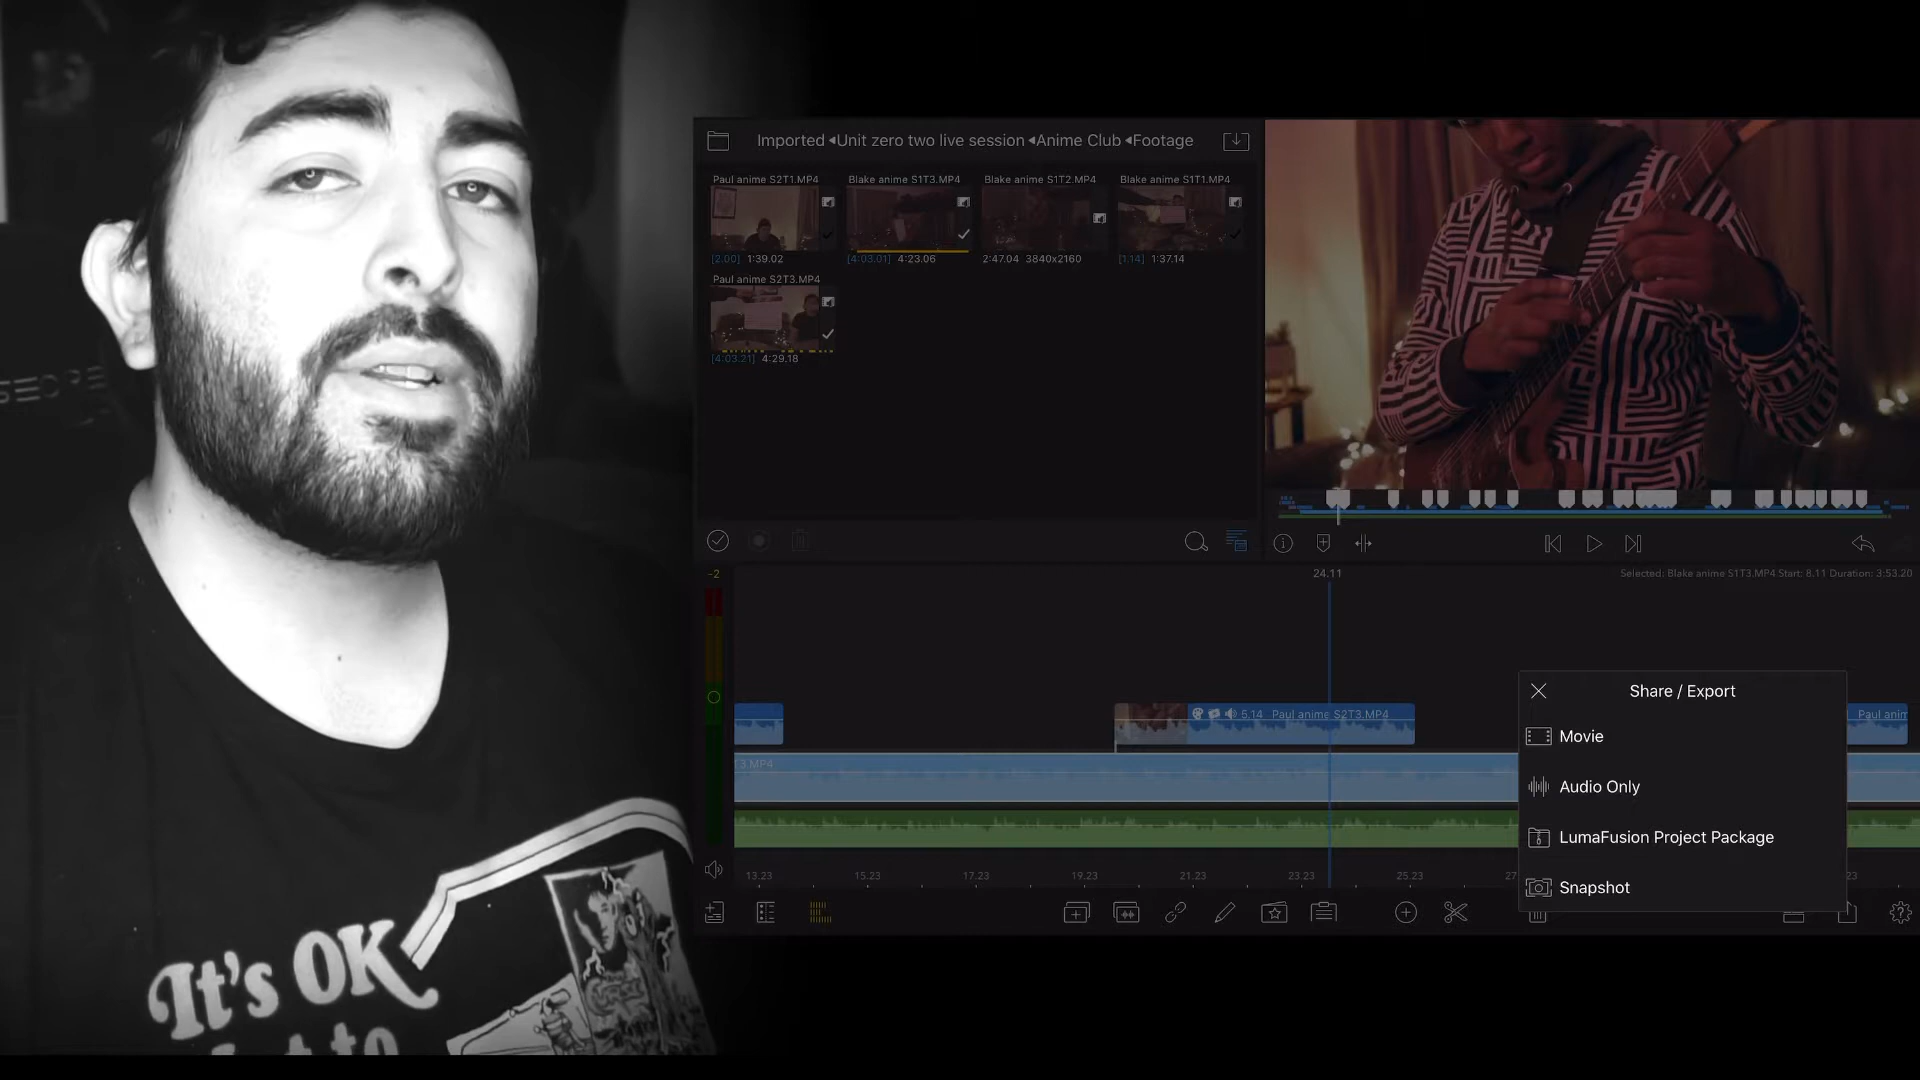 It's OK
Imported ◂Unit zero two live session ◂Anime Club ◂Footage
Paul anime S2T1.MP4
Blake anime S1T3.MP4
Blake anime S1T2.MP4
Blake anime S1T1.MP4
[2.00] 1:39.02
[4:03.01] 4:23.06
2:47.04 3840x2160
[1.14] 1:37.14
Paul anime S2T3.MP4
[4:03.21] 4:29.18
-2
24.11
Selected: Blake anime S1T3.MP4 Start: 8.11 Duration: 3:53.20
5.14 Paul anime S2T3.MP4
Paul anim
T3.MP4
Share / Export
Movie
Audio Only
LumaFusion Project Package
Snapshot
13.23
15.23
17.23
19.23
21.23
23.23
25.23